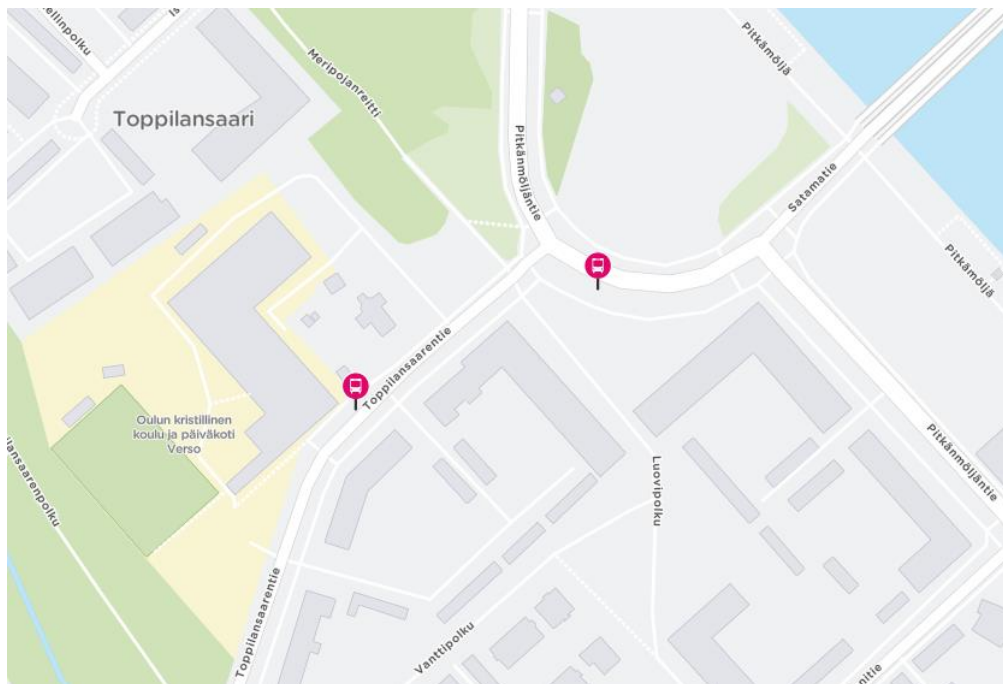 Pitkämöljä
Meripojanreitti
Toppilansaari
Pitkänmöljäntie
Satamatie
Pitkämöljä
Toppilansaarentie
Oulun kristillinen
koulu ja päiväkoti
Verso
Pitkänmöljäntie
Luovipolku
Toppilansaarentie
Vanttipolku